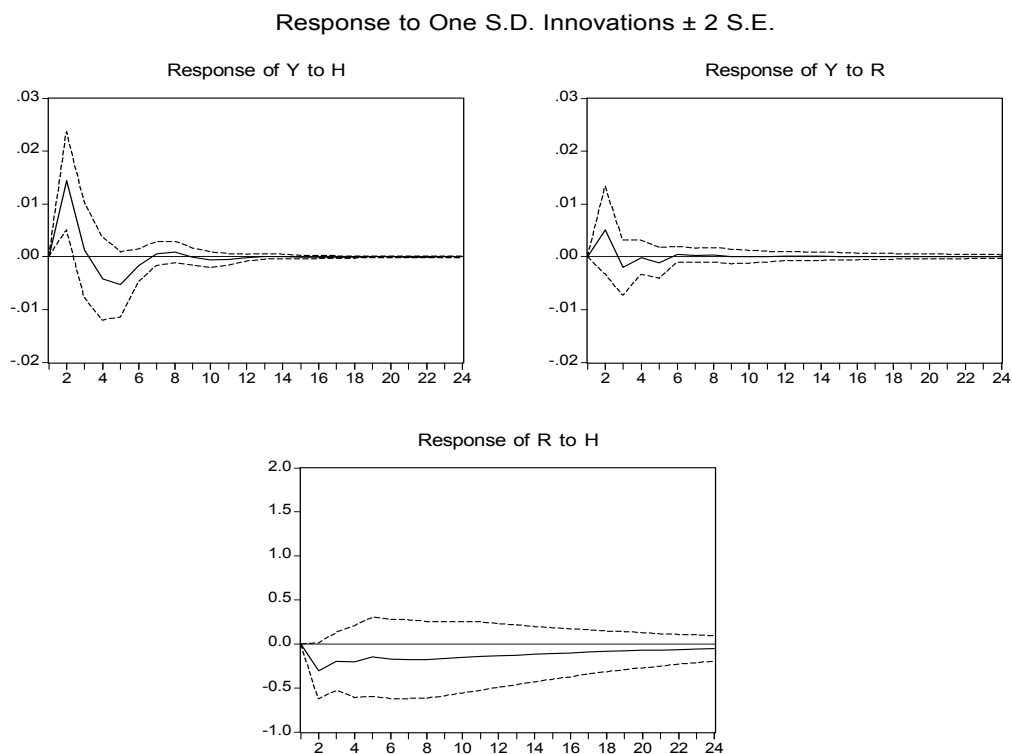 Response to One S.D. Innovations ± 2 S.E.
Response of Y to H
.03
.02
.01
.00
-.01
-.02
2 4 6 8 10 12 14 16 18 20 22 24
Response of Y to R
.03
.02
.01
.00
-.01
-.02
2 4 6 8 10 12 14 16 18 20 22 24
Response of R to H
2.0
1.5
1.0
0.5
0.0
-0.5
-1.0
2 4 6 8 10 12 14 16 18 20 22 24